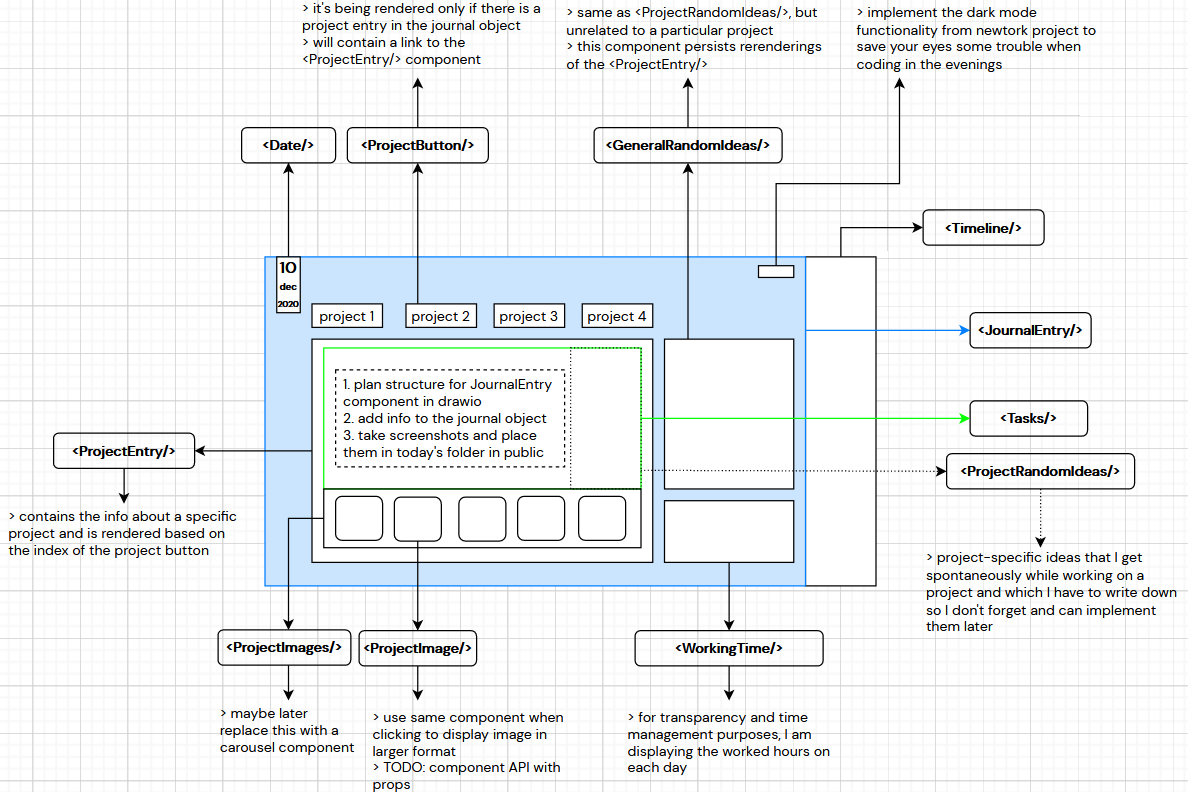 > it's being rendered only if there is a
project entry in the journal object
> will contain a link to the
<ProjectEntry/> component
> same as <ProjectRandomIdeas/>, but
unrelated to a particular project
> this component persists rerenderings
of the <ProjectEntry/>
> implement the dark mode
functionality from newtork project to
save your eyes some trouble when
coding in the evenings
<Date/>
<ProjectButton/>
<GeneralRandomIdeas/>
<Timeline/>
10
dec
2020
project 1
project 2
project 3
project 4
<JournalEntry/>
1. plan structure for JournalEntry
component in drawio
2. add info to the journal object
3. take screenshots and place
them in today's folder in public
<Tasks/>
<ProjectEntry/>
<ProjectRandomIdeas/>
> contains the info about a specific
project and is rendered based on
the index of the project button
> project-specific ideas that I get
spontaneously while working on a
project and which I have to write down
so I don't forget and can implement
them later
<ProjectImages/>
<ProjectImage/>
<WorkingTime/>
> maybe later
replace this with a
carousel component
> use same component when
clicking to display image in
larger format
> TODO: component API with
props
> for transparency and time
management purposes, I am
displaying the worked hours on
each day